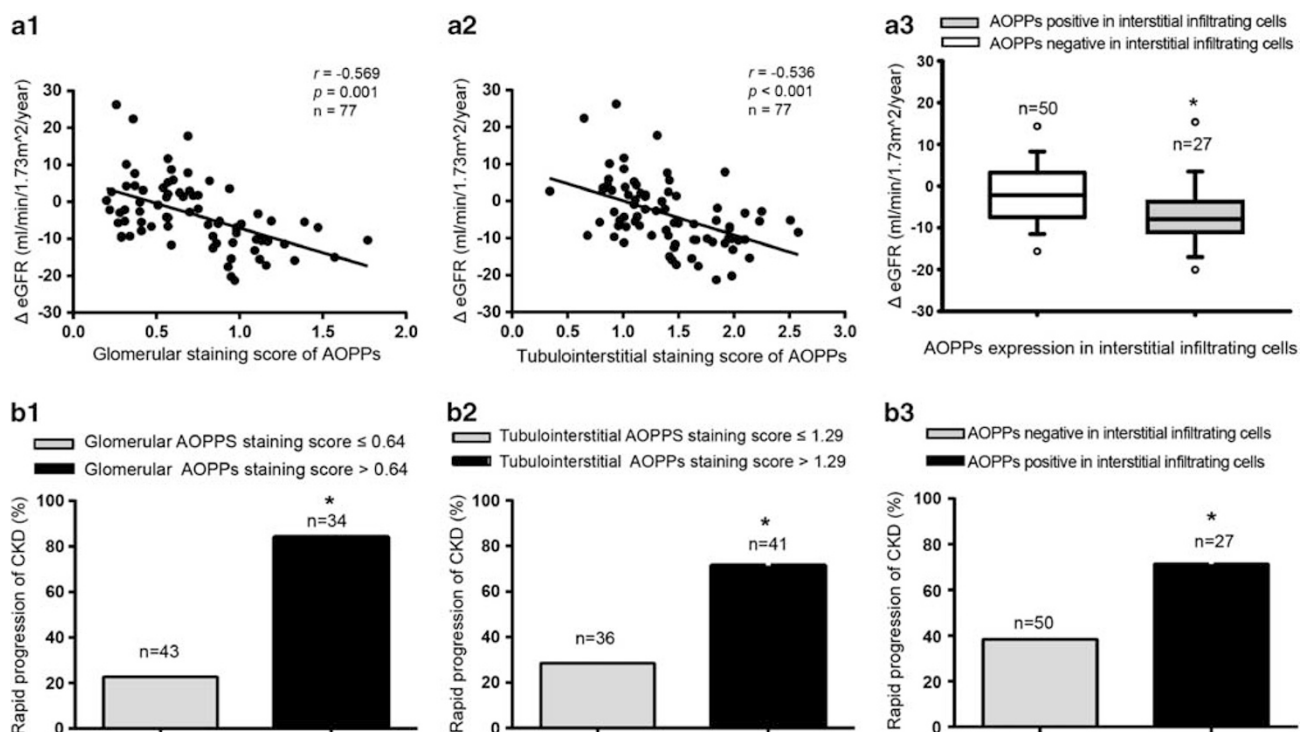 a1
r = -0.569
p = 0.001
n = 77
30
20
10
0
-10
-20
-30
Δ eGFR (ml/min/1.73m^2/year)
0.0 0.5 1.0 1.5 2.0
Glomerular staining score of AOPPs
a2
r = -0.536
p < 0.001
n = 77
30
20
10
0
-10
-20
-30
Δ eGFR (ml/min/1.73m^2/year)
0.0 0.5 1.0 1.5 2.0 2.5 3.0
Tubulointerstitial staining score of AOPPs
a3
AOPPs positive in interstitial infiltrating cells
AOPPs negative in interstitial infiltrating cells
30
20
10
0
-10
-20
-30
Δ eGFR (ml/min/1.73m^2/year)
n=50
*
n=27
AOPPs expression in interstitial infiltrating cells
b1
Glomerular AOPPS staining score ≤ 0.64
Glomerular AOPPs staining score > 0.64
Rapid progression of CKD (%)
100
80
60
40
20
0
n=43
*
n=34
b2
Tubulointerstitial AOPPS staining score ≤ 1.29
Tubulointerstitial AOPPs staining score > 1.29
Rapid progression of CKD (%)
100
80
60
40
20
0
n=36
*
n=41
b3
AOPPs negative in interstitial infiltrating cells
AOPPs positive in interstitial infiltrating cells
Rapid progression of CKD (%)
100
80
60
40
20
0
n=50
*
n=27